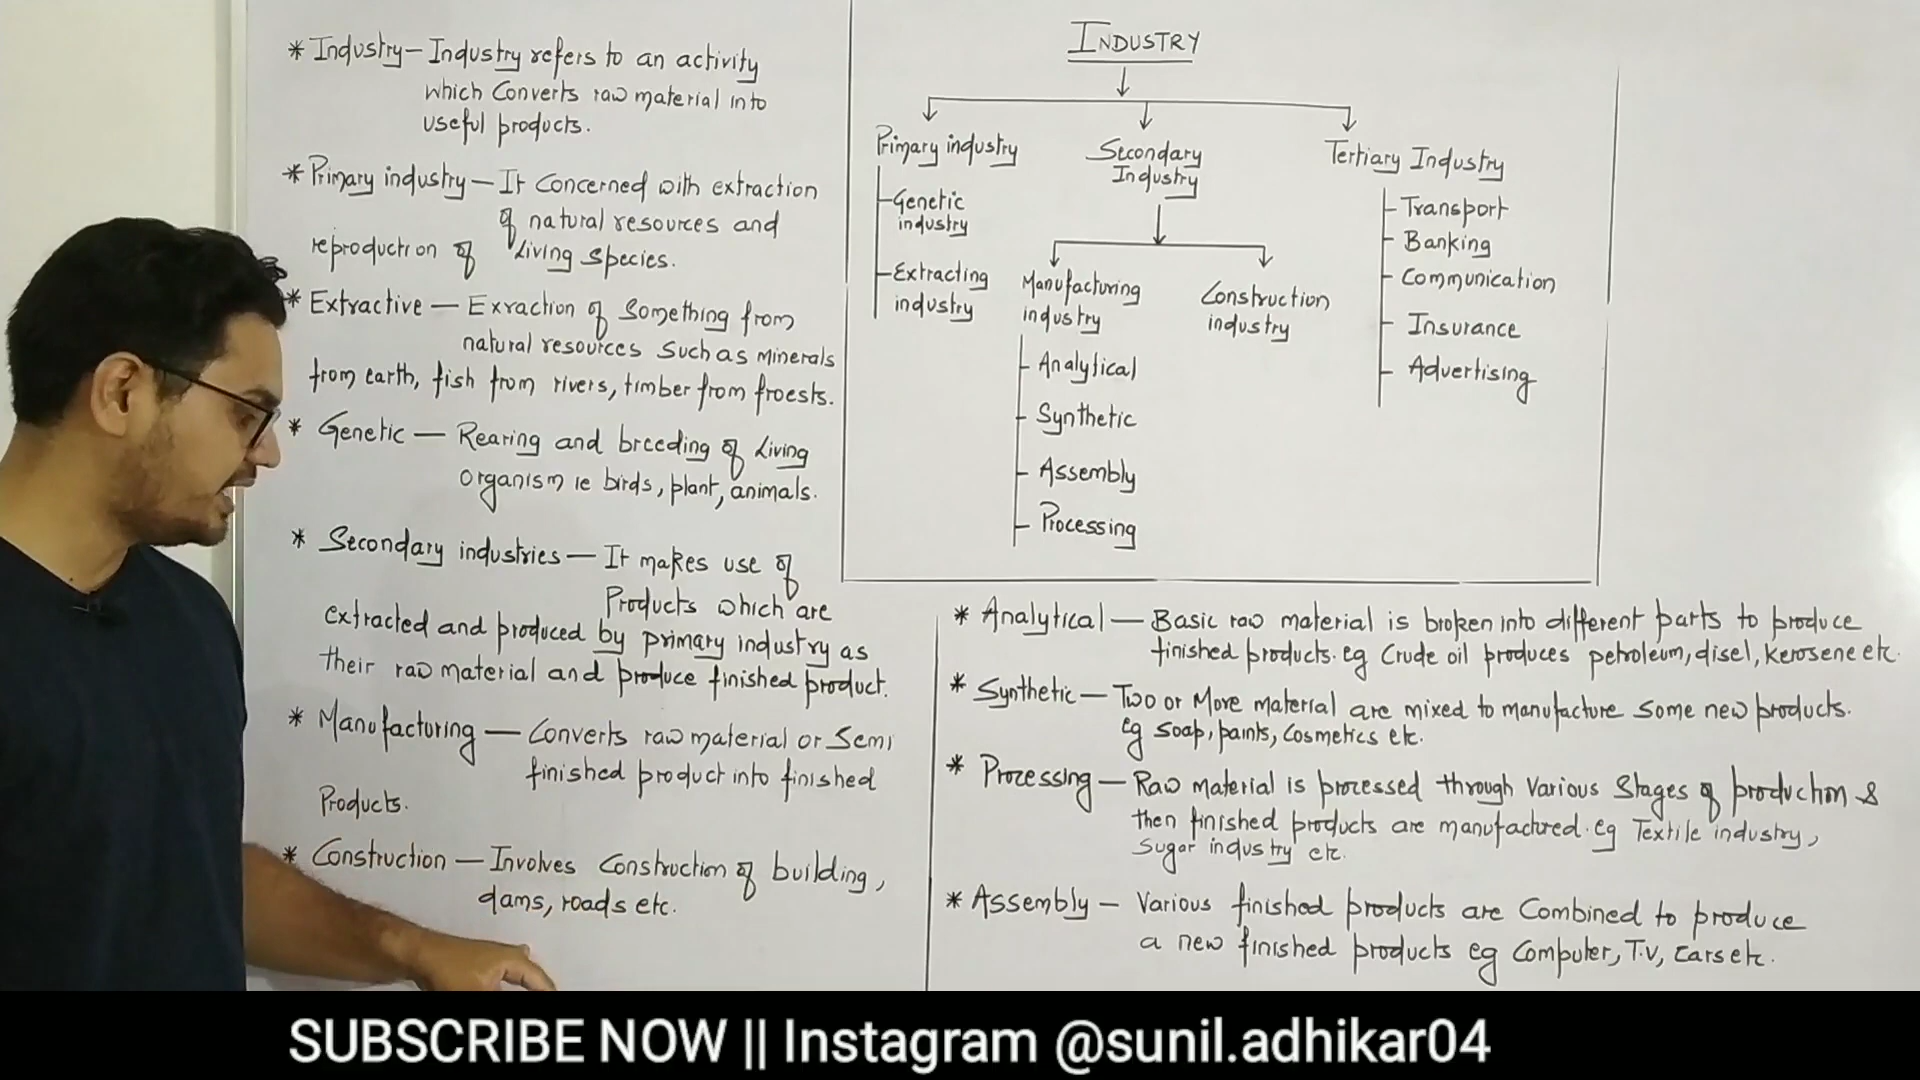 * Industry – Industry refers to an activity
which Converts raw material into
useful products.
* Primary industry – It Concerned with extraction
of natural resources and
reproduction of Living Species.
* Extractive – Exraction of Something from
natural resources Such as minerals
from earth, fish from rivers, timber from froests.
* Genetic – Rearing and breeding of Living
organism ie birds, plant, animals.
* Secondary industries – It makes use of
Products which are
extracted and produced by primary industry as
their raw material and produce finished product.
* Manufacturing – Converts raw material or Semi
finished product into finished
Products.
* Construction – Involves Construction of building,
dams, roads etc.
INDUSTRY
Primary industry
Genetic
industry
Extracting
industry
Secondary
Industry
Manufacturing
industry
Analytical
Synthetic
Assembly
Processing
Construction
industry
Tertiary Industry
Transport
Banking
Communication
Insurance
Advertising
* Analytical – Basic raw material is broken into different parts to produce
finished products. eg Crude oil produces petroleum, disel, kerosene etc.
* Synthetic – Two or More material are mixed to manufacture some new products.
eg soap, paints, Cosmetics etc.
* Processing – Raw material is processed through Various Stages of production &
then finished products are manufactured. eg Textile industry,
Sugar industry etc.
* Assembly – Various finished products are Combined to produce
a new finished products eg Computer, T.V, Cars etc.
SUBSCRIBE NOW || Instagram @sunil.adhikar04